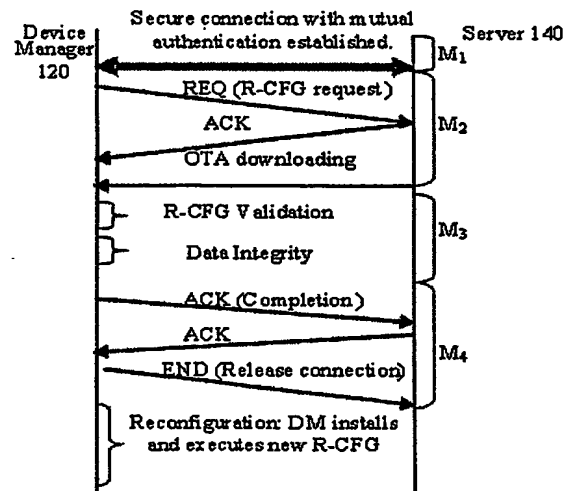 Device
Manager
120
Secure connection with mutual
authentication established.
Server 140
M1
REQ (R-CFG request)
ACK
M2
OTA downloading
R-CFG Validation
M3
Data Integrity
ACK (Completion)
ACK
M4
END (Release connection)
Reconfiguration: DM installs
and executes new R-CFG